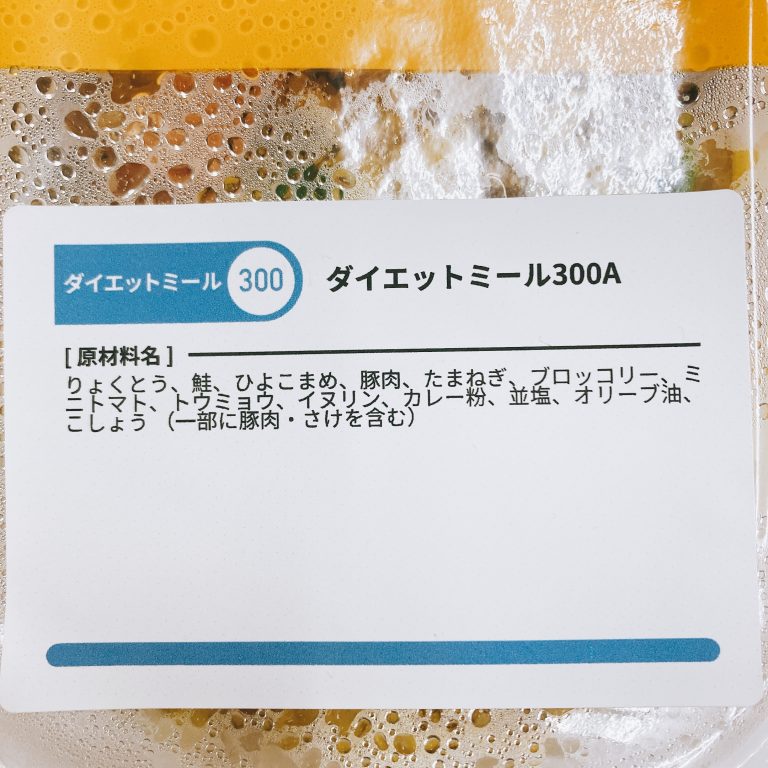 ダイエットミール 300
ダイエットミール300A
[ 原材料名 ]
りょくとう、鮭、ひよこまめ、豚肉、たまねぎ、ブロッコリー、ミ
ニトマト、トウミョウ、イヌリン、カレー粉、並塩、オリーブ油、
こしょう （一部に豚肉・さけを含む）